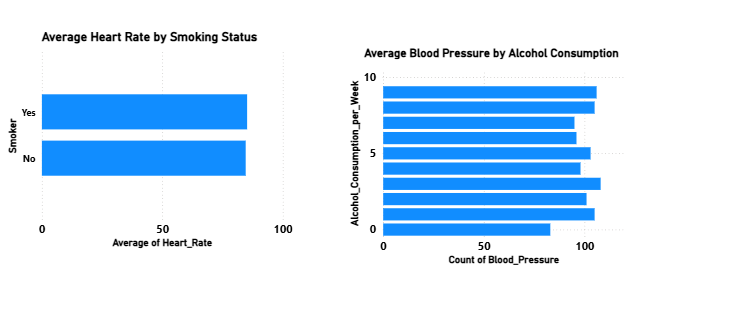 Average Heart Rate by Smoking Status
Smoker
Yes
No
0 50 100
Average of Heart_Rate
Average Blood Pressure by Alcohol Consumption
Alcohol_Consumption_per_Week
10
5
0
0 50 100
Count of Blood_Pressure